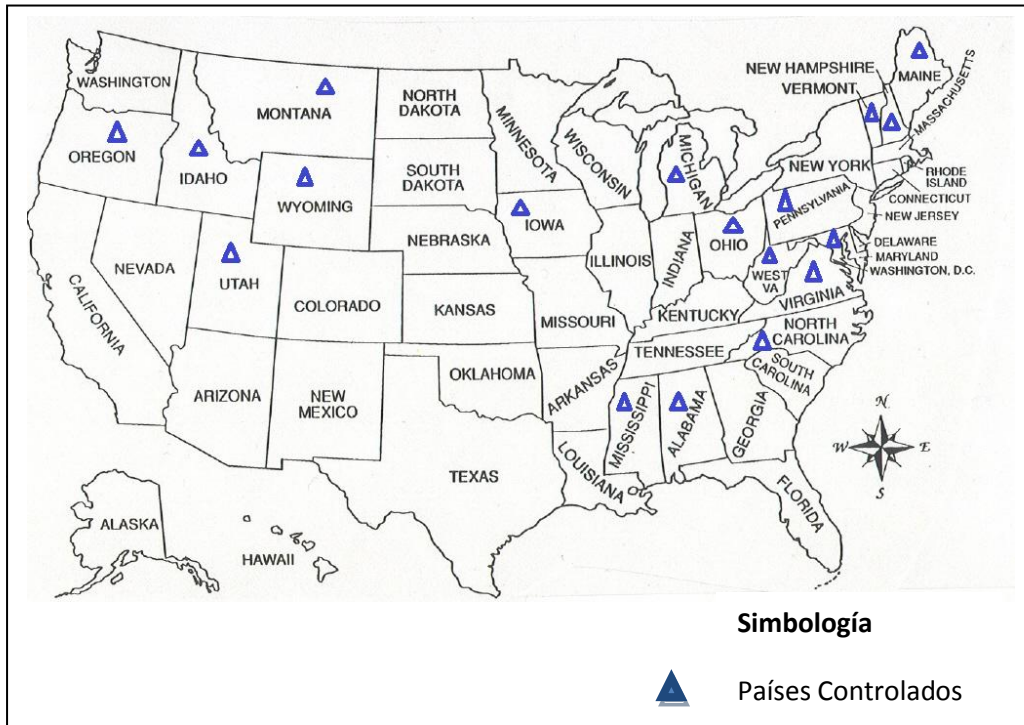 WASHINGTON
MONTANA
NORTH
DAKOTA
MINNESOTA
WISCONSIN
MICHIGAN
NEW HAMPSHIRE
VERMONT
MAINE
MASSACHUSETTS
OREGON
IDAHO
WYOMING
SOUTH
DAKOTA
IOWA
NEW YORK
RHODE
ISLAND
CONNECTICUT
NEW JERSEY
PENNSYLVANIA
DELAWARE
MARYLAND
WASHINGTON, D.C.
NEVADA
UTAH
COLORADO
NEBRASKA
ILLINOIS
INDIANA
OHIO
WEST
VA
VIRGINIA
CALIFORNIA
KANSAS
MISSOURI
KENTUCKY
NORTH
CAROLINA
TENNESSEE
SOUTH
CAROLINA
ARIZONA
NEW
MEXICO
OKLAHOMA
ARKANSAS
MISSISSIPPI
ALABAMA
GEORGIA
TEXAS
LOUISIANA
FLORIDA
N
W
E
S
ALASKA
HAWAII
Simbología
Países Controlados